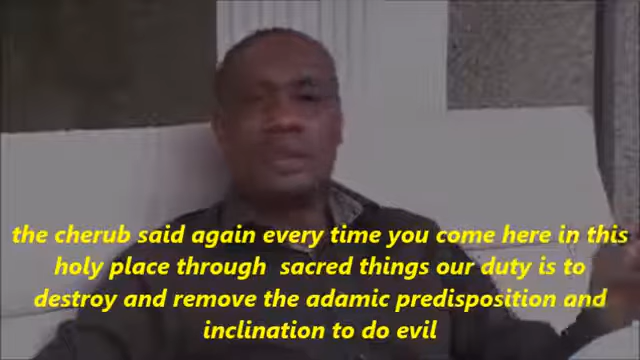 the cherub said again every time you come here in this
holy place through sacred things our duty is to
destroy and remove the adamic predisposition and
inclination to do evil